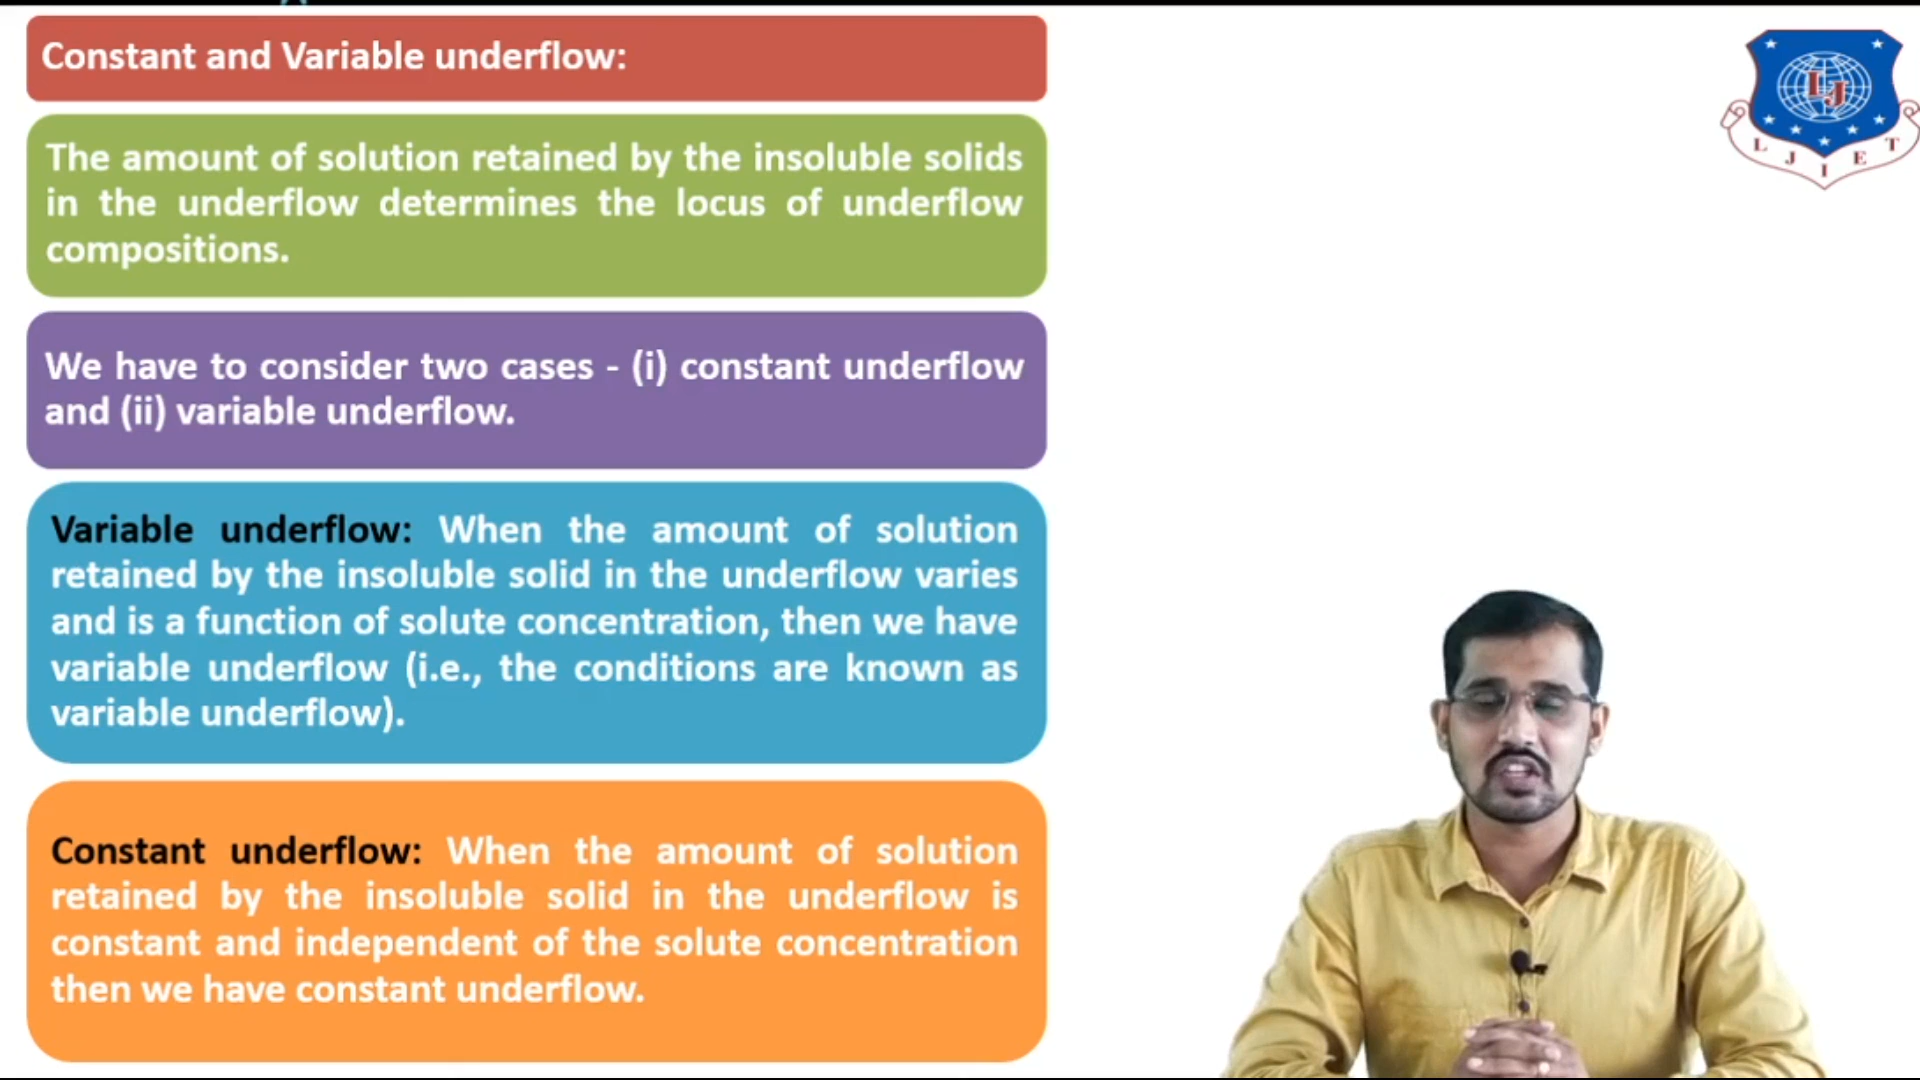 Constant and Variable underflow:
The amount of solution retained by the insoluble solids
in the underflow determines the locus of underflow
compositions.
We have to consider two cases - (i) constant underflow
and (ii) variable underflow.
Variable underflow: When the amount of solution
retained by the insoluble solid in the underflow varies
and is a function of solute concentration, then we have
variable underflow (i.e., the conditions are known as
variable underflow).
Constant underflow: When the amount of solution
retained by the insoluble solid in the underflow is
constant and independent of the solute concentration
then we have constant underflow.
LJ
L J I E T